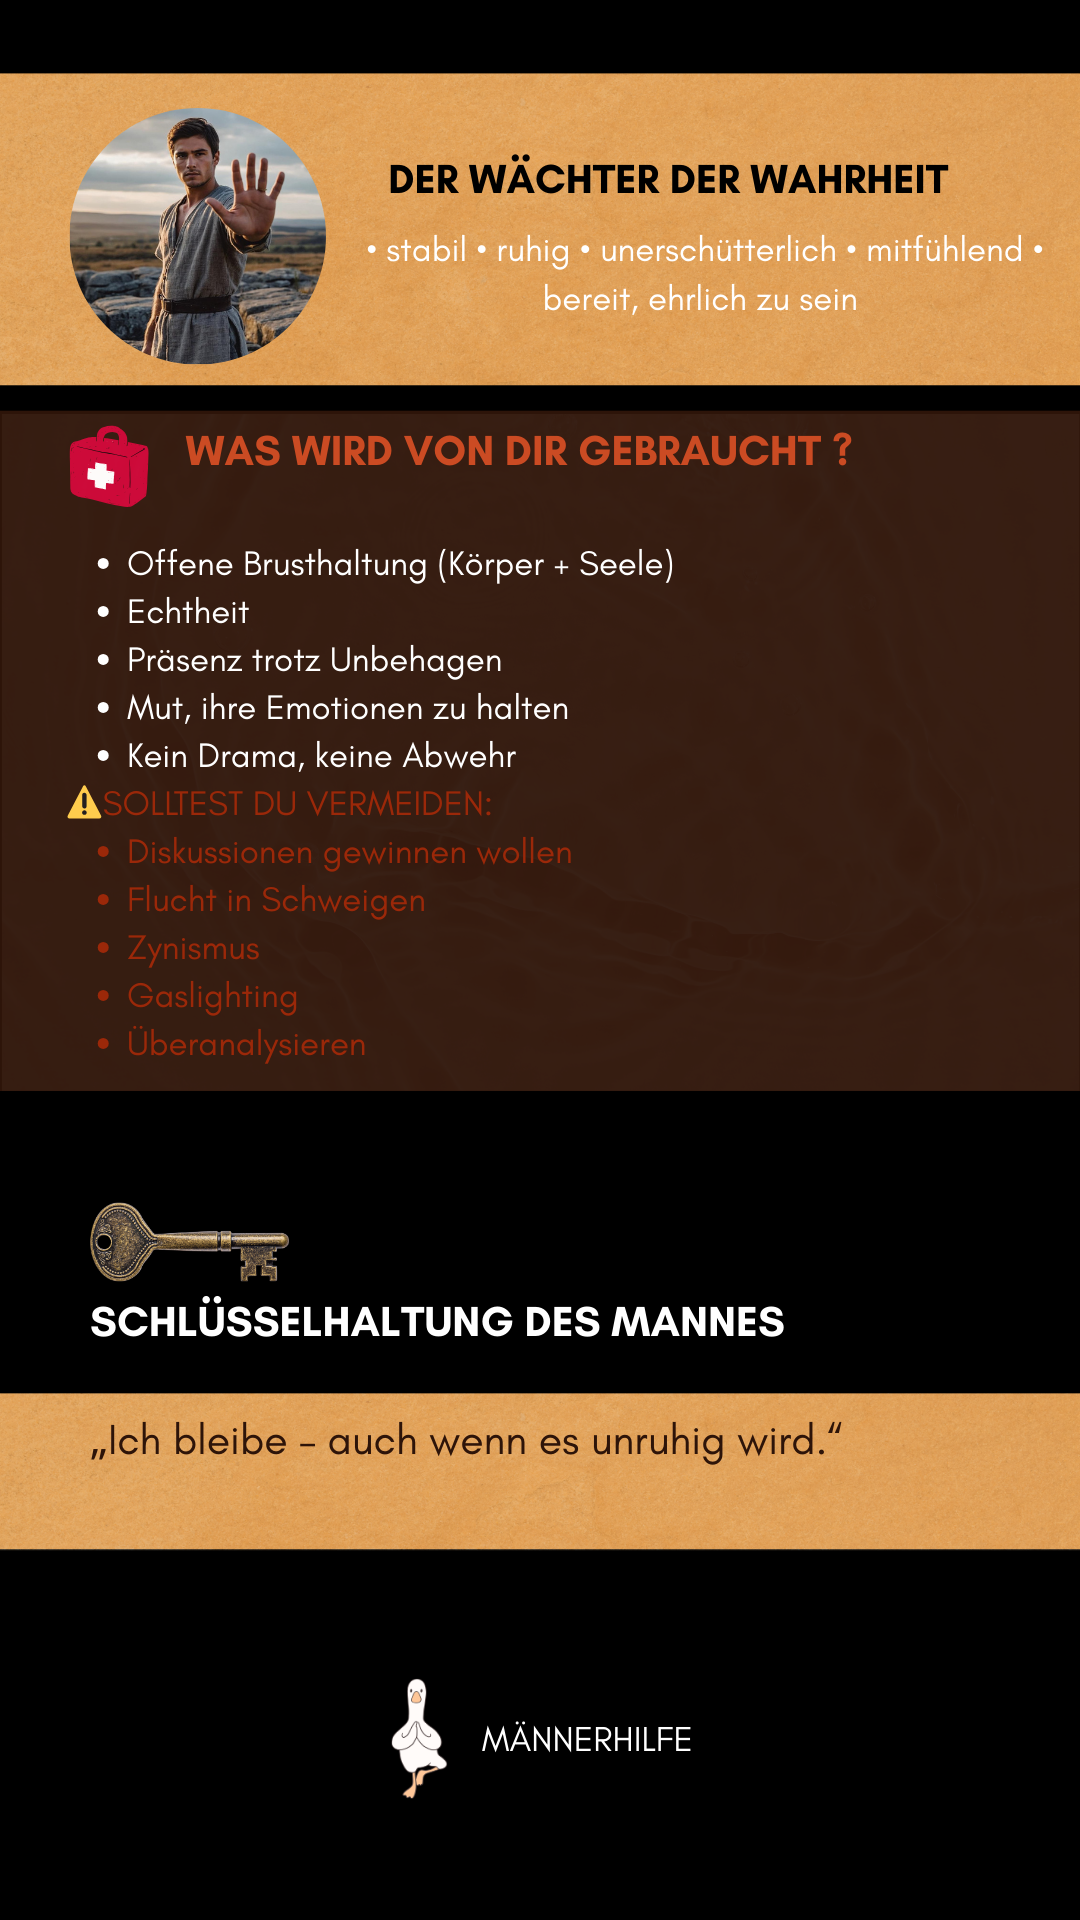 DER WÄCHTER DER WAHRHEIT
• stabil • ruhig • unerschütterlich • mitfühlend •
bereit, ehrlich zu sein
WAS WIRD VON DIR GEBRAUCHT ?
• Offene Brusthaltung (Körper + Seele)
• Echtheit
• Präsenz trotz Unbehagen
• Mut, ihre Emotionen zu halten
• Kein Drama, keine Abwehr
⚠️SOLLTEST DU VERMEIDEN:
• Diskussionen gewinnen wollen
• Flucht in Schweigen
• Zynismus
• Gaslighting
• Überanalysieren
SCHLÜSSELHALTUNG DES MANNES
„Ich bleibe – auch wenn es unruhig wird.“
MÄNNERHILFE